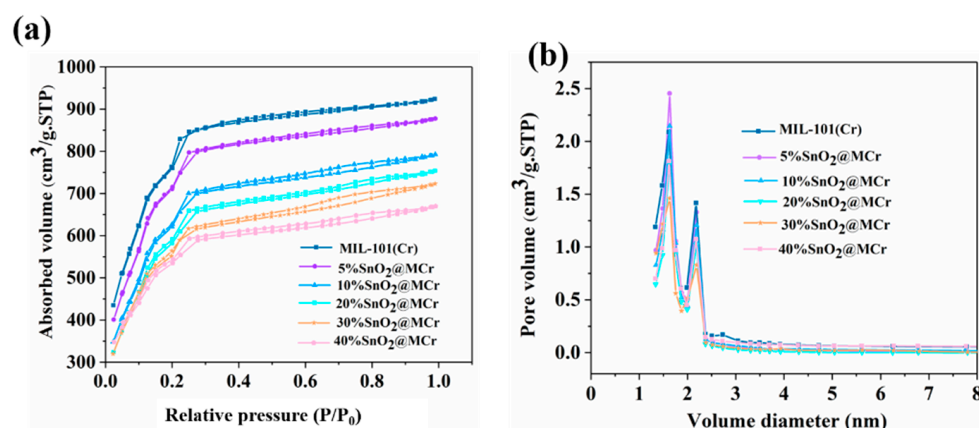 (a)
1000
900
800
700
600
500
400
300
Absorbed volume (cm³/g.STP)
MIL-101(Cr)
5%SnO₂@MCr
10%SnO₂@MCr
20%SnO₂@MCr
30%SnO₂@MCr
40%SnO₂@MCr
0.0 0.2 0.4 0.6 0.8 1.0
Relative pressure (P/P₀)
(b)
2.5
2.0
1.5
1.0
0.5
0.0
Pore volume (cm³/g.STP)
MIL-101(Cr)
5%SnO₂@MCr
10%SnO₂@MCr
20%SnO₂@MCr
30%SnO₂@MCr
40%SnO₂@MCr
0 1 2 3 4 5 6 7 8
Volume diameter (nm)